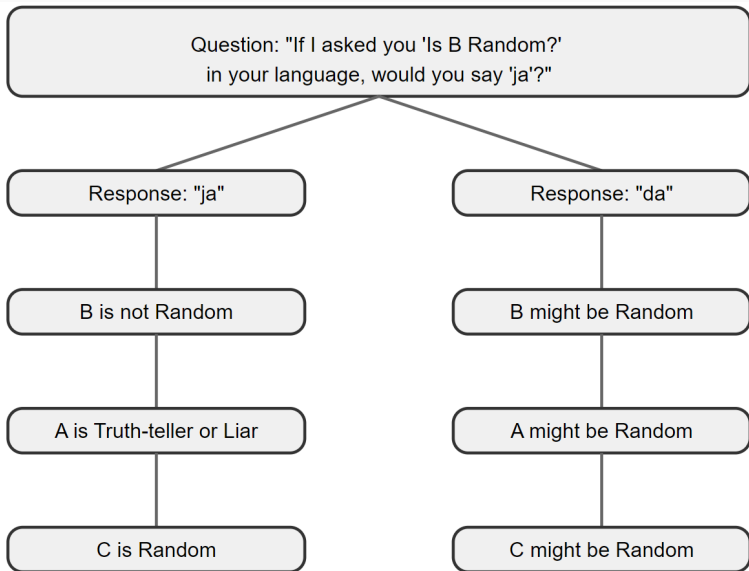 Question: "If I asked you 'Is B Random?'
in your language, would you say 'ja'?"
Response: "ja"
Response: "da"
B is not Random
B might be Random
A is Truth-teller or Liar
A might be Random
C is Random
C might be Random